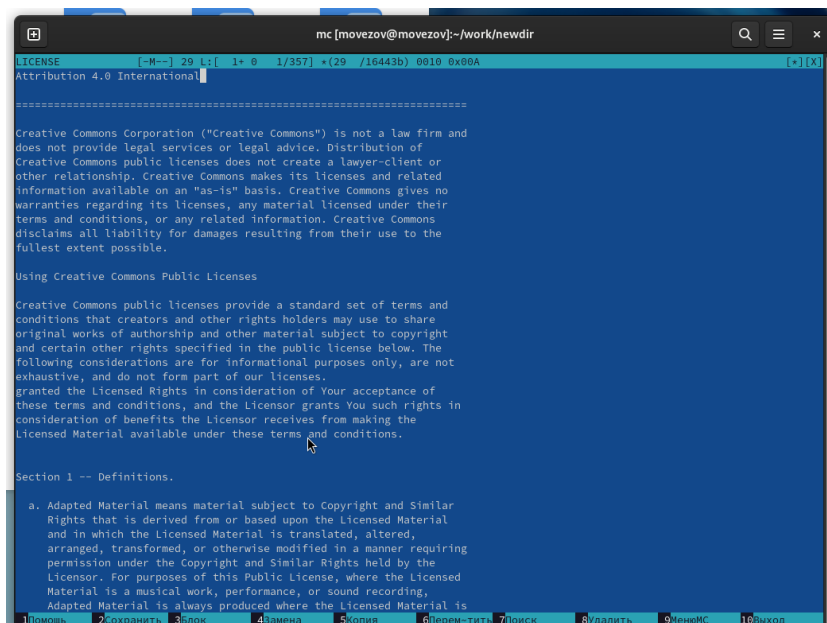 mc [movezov@movezov]:~/work/newdir
LICENSE [-M--] 29 L:[ 1+ 0 1/357] *(29 /16443b) 0010 0x00A [*][X]
Attribution 4.0 International
=======================================================================
Creative Commons Corporation ("Creative Commons") is not a law firm and
does not provide legal services or legal advice. Distribution of
Creative Commons public licenses does not create a lawyer-client or
other relationship. Creative Commons makes its licenses and related
information available on an "as-is" basis. Creative Commons gives no
warranties regarding its licenses, any material licensed under their
terms and conditions, or any related information. Creative Commons
disclaims all liability for damages resulting from their use to the
fullest extent possible.
Using Creative Commons Public Licenses
Creative Commons public licenses provide a standard set of terms and
conditions that creators and other rights holders may use to share
original works of authorship and other material subject to copyright
and certain other rights specified in the public license below. The
following considerations are for informational purposes only, are not
exhaustive, and do not form part of our licenses.
granted the Licensed Rights in consideration of Your acceptance of
these terms and conditions, and the Licensor grants You such rights in
consideration of benefits the Licensor receives from making the
Licensed Material available under these terms and conditions.
Section 1 -- Definitions.
a. Adapted Material means material subject to Copyright and Similar
Rights that is derived from or based upon the Licensed Material
and in which the Licensed Material is translated, altered,
arranged, transformed, or otherwise modified in a manner requiring
permission under the Copyright and Similar Rights held by the
Licensor. For purposes of this Public License, where the Licensed
Material is a musical work, performance, or sound recording,
Adapted Material is always produced where the Licensed Material is
1Помощь 2Сохранить 3Блок 4Замена 5Копия 6Перем~тить 7Поиск 8Удалить 9МенюMC 10Выход